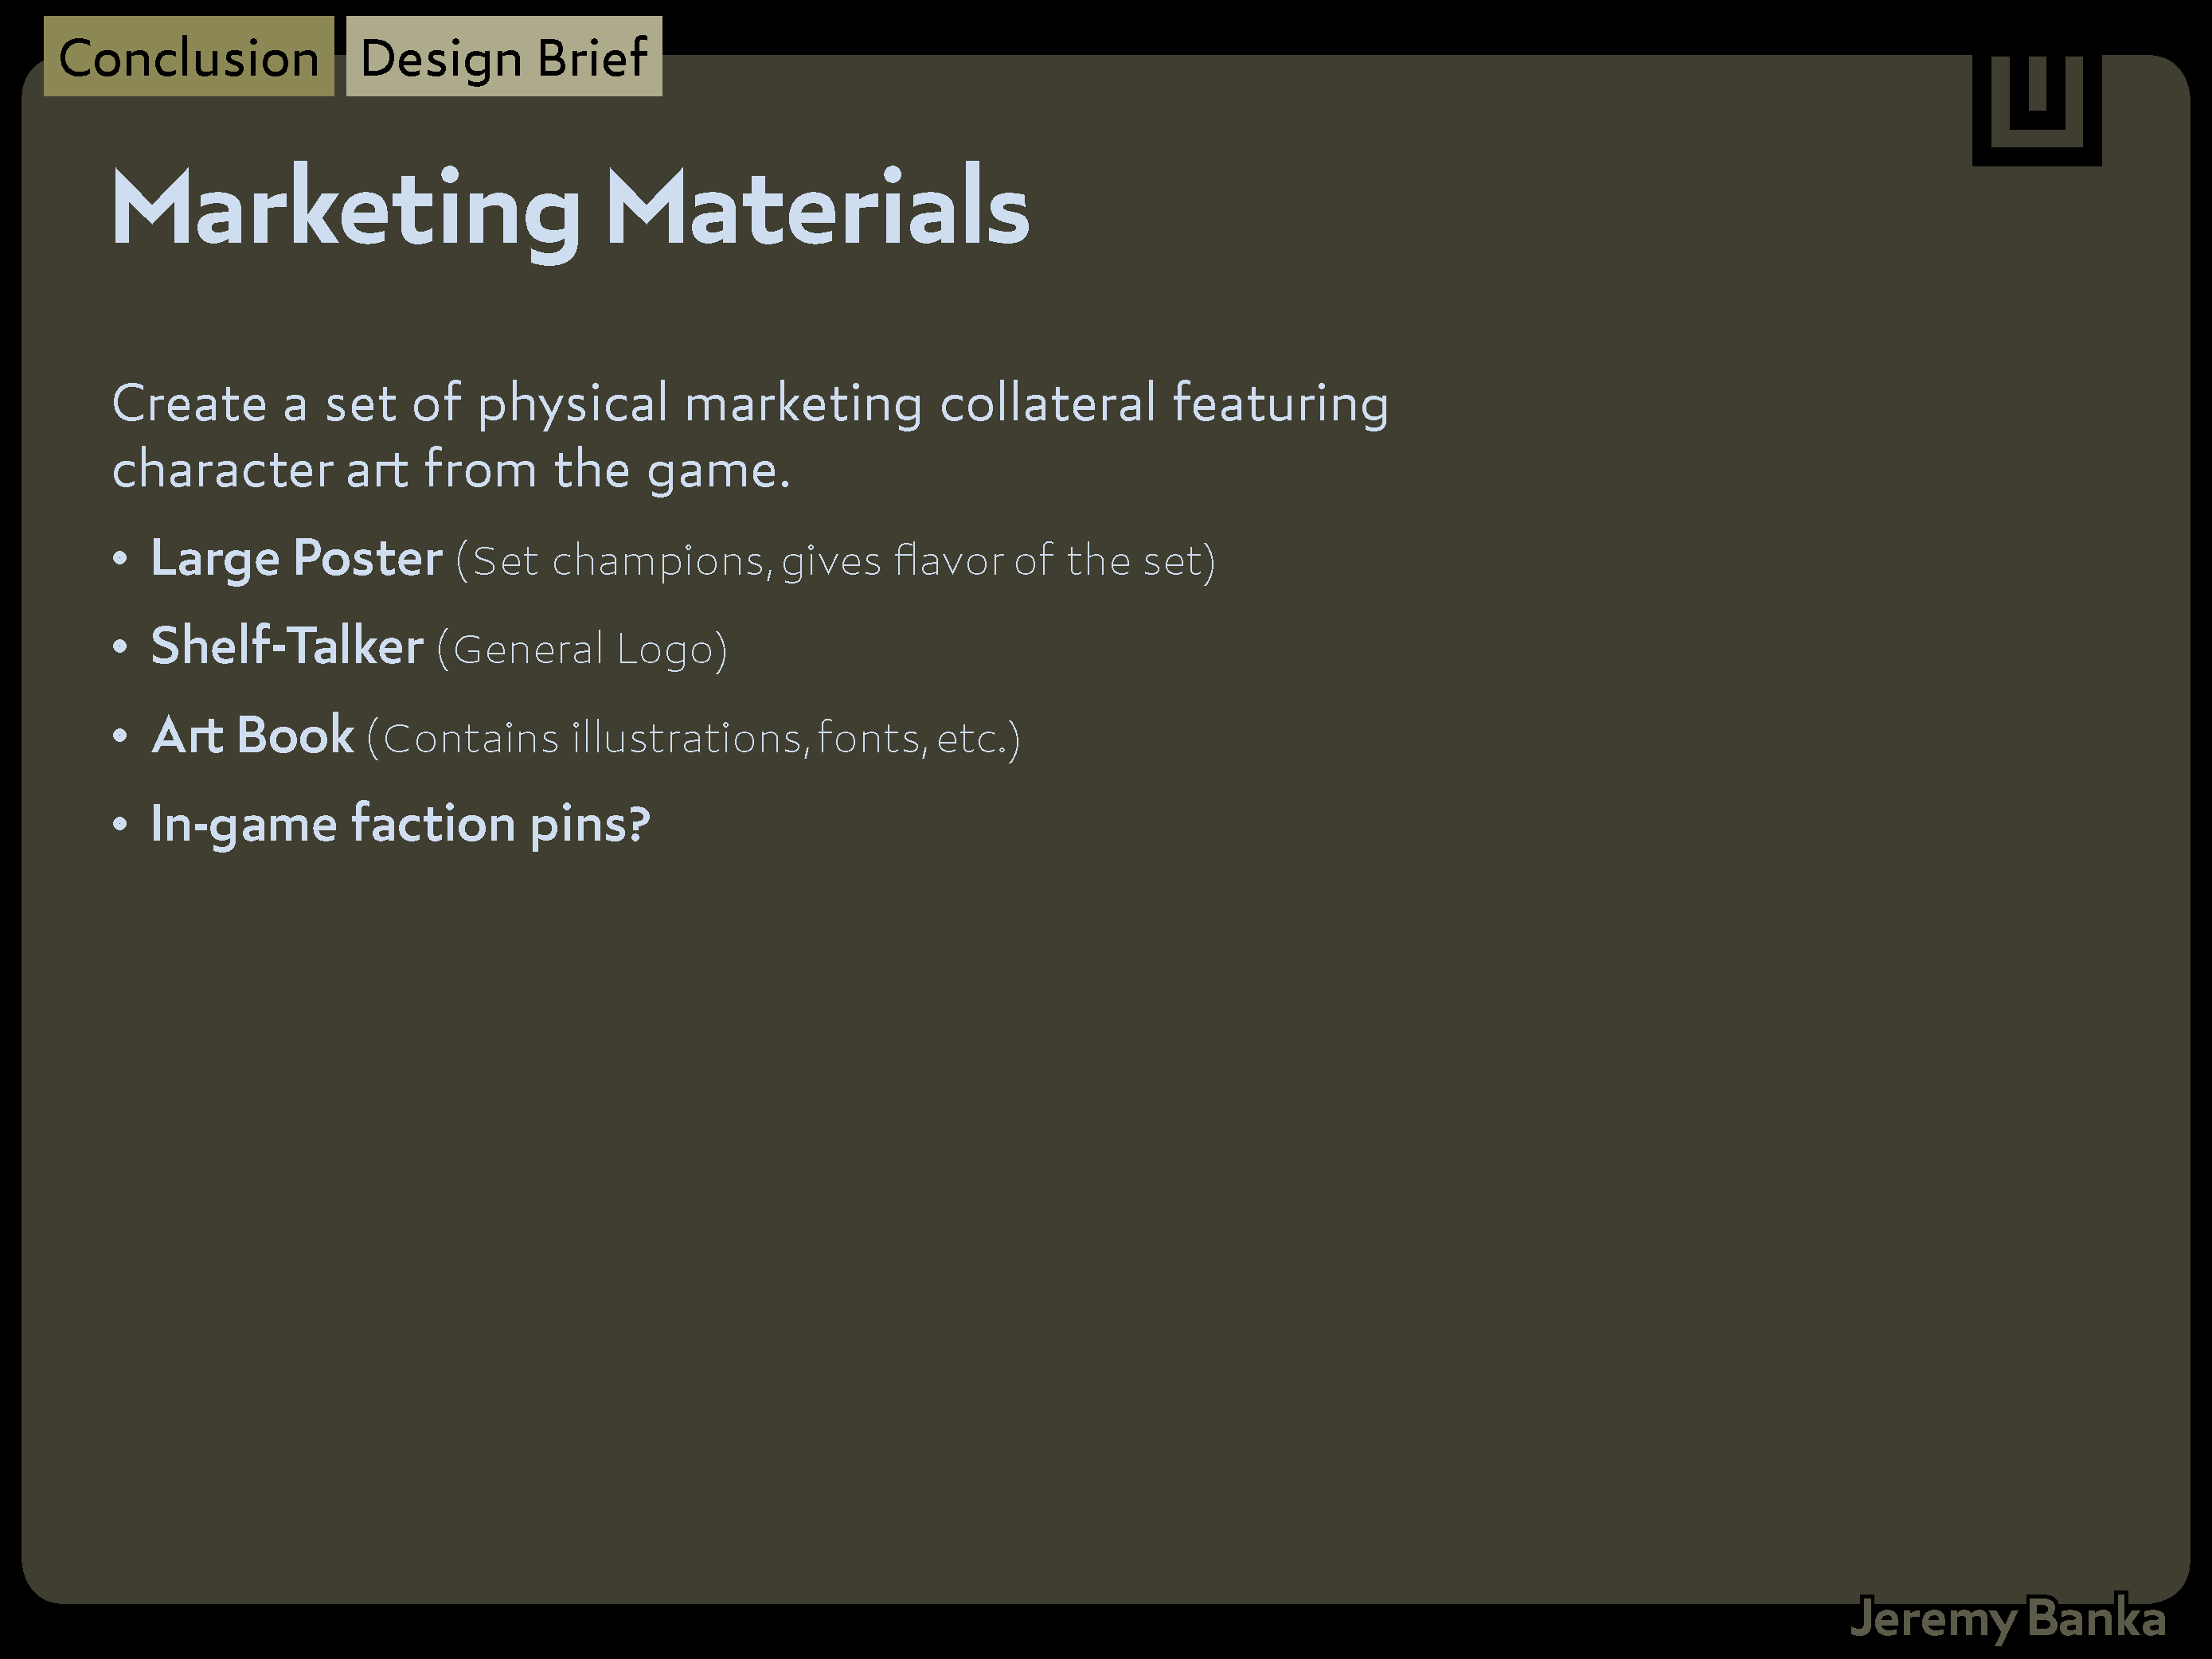 Conclusion
Design Brief
Marketing Materials
Create a set of physical marketing collateral featuring
character art from the game.
• Large Poster (Set champions, gives flavor of the set)
• Shelf-Talker (General Logo)
• Art Book (Contains illustrations, fonts, etc.)
• In-game faction pins?
Jeremy Banka